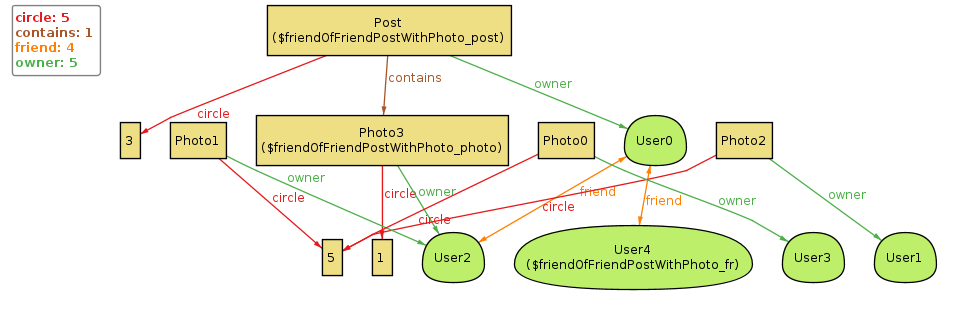 circle: 5
contains: 1
friend: 4
owner: 5
Post
($friendOfFriendPostWithPhoto_post)
contains
owner
circle
3
Photo1
Photo3
($friendOfFriendPostWithPhoto_photo)
Photo0
User0
Photo2
owner
circle
circle
owner
circle
circle
friend
friend
owner
owner
5
1
User2
User4
($friendOfFriendPostWithPhoto_fr)
User3
User1